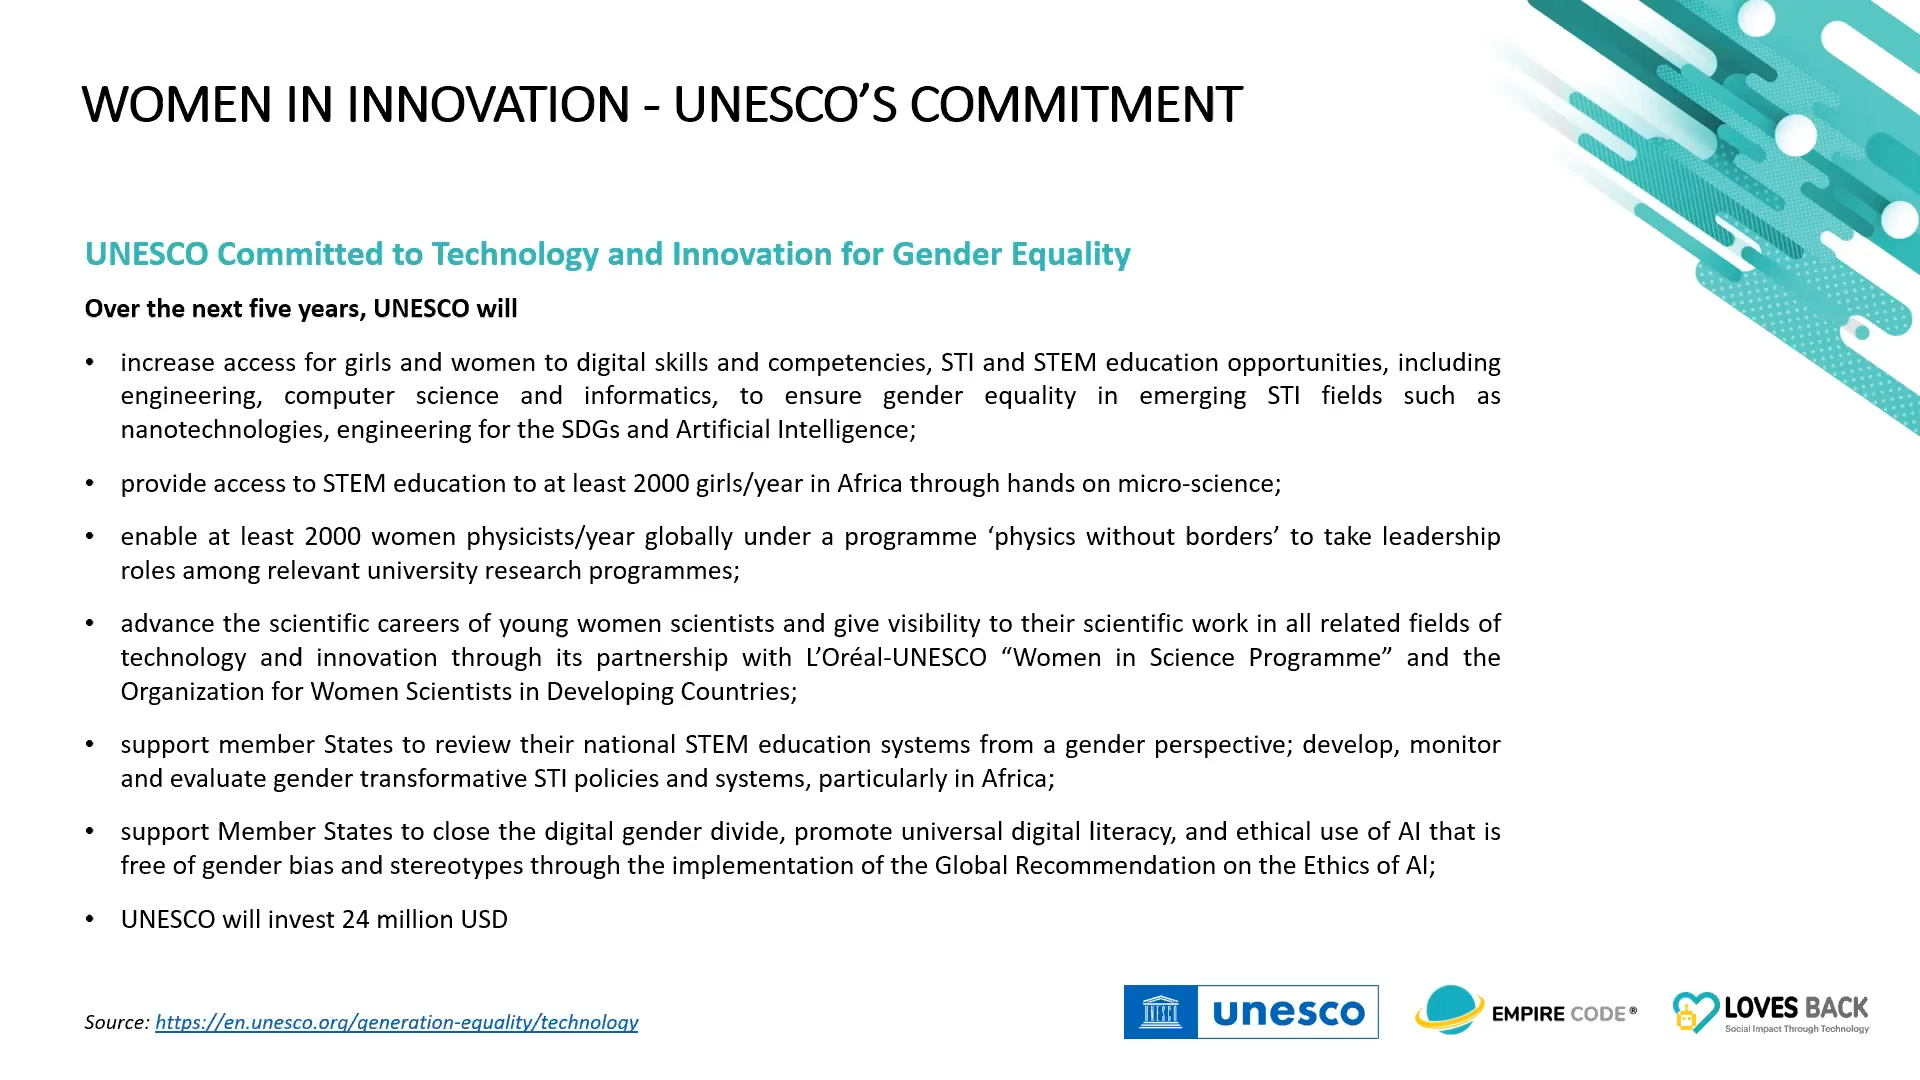 WOMEN IN INNOVATION - UNESCO’S COMMITMENT
UNESCO Committed to Technology and Innovation for Gender Equality
Over the next five years, UNESCO will
• increase access for girls and women to digital skills and competencies, STI and STEM education opportunities, including
engineering, computer science and informatics, to ensure gender equality in emerging STI fields such as
nanotechnologies, engineering for the SDGs and Artificial Intelligence;
• provide access to STEM education to at least 2000 girls/year in Africa through hands on micro-science;
• enable at least 2000 women physicists/year globally under a programme ‘physics without borders’ to take leadership
roles among relevant university research programmes;
• advance the scientific careers of young women scientists and give visibility to their scientific work in all related fields of
technology and innovation through its partnership with L’Oréal-UNESCO “Women in Science Programme” and the
Organization for Women Scientists in Developing Countries;
• support member States to review their national STEM education systems from a gender perspective; develop, monitor
and evaluate gender transformative STI policies and systems, particularly in Africa;
• support Member States to close the digital gender divide, promote universal digital literacy, and ethical use of AI that is
free of gender bias and stereotypes through the implementation of the Global Recommendation on the Ethics of Al;
• UNESCO will invest 24 million USD
Source: https://en.unesco.org/generation-equality/technology
UNESCO
unesco
EMPIRE CODE®
LOVES BACK
Social Impact Through Technology